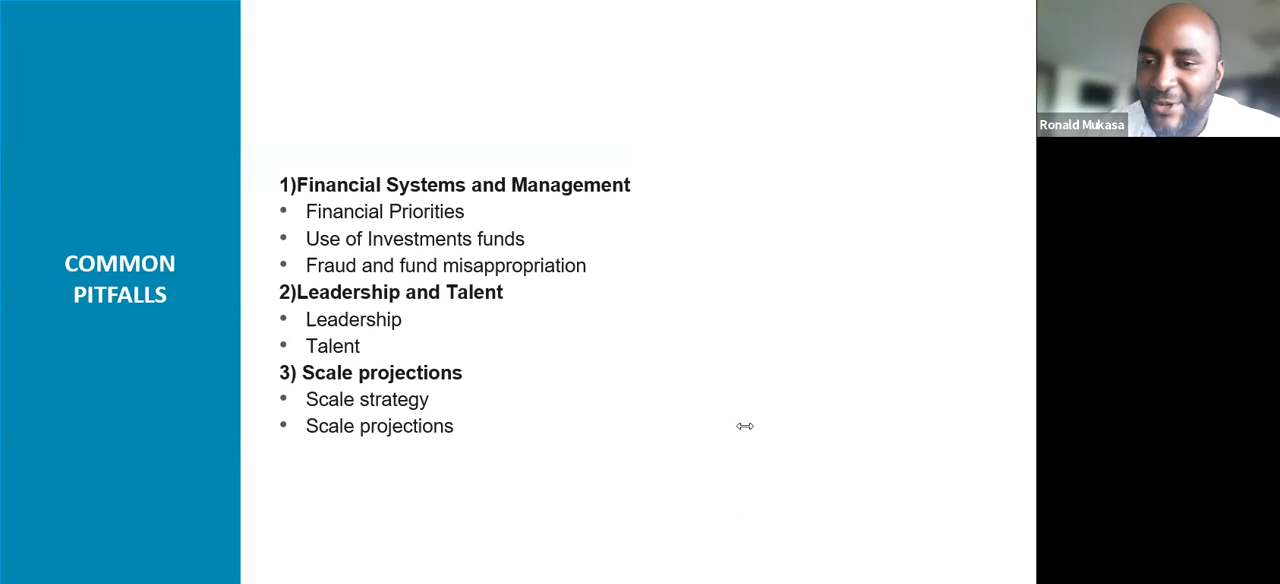 COMMON
PITFALLS
1)Financial Systems and Management
• Financial Priorities
• Use of Investments funds
• Fraud and fund misappropriation
2)Leadership and Talent
• Leadership
• Talent
3) Scale projections
• Scale strategy
• Scale projections
Ronald Mukasa